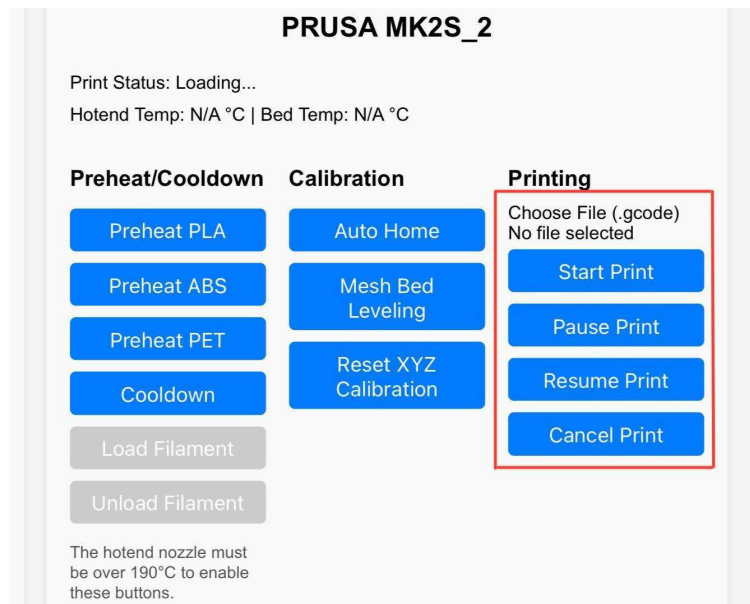 PRUSA MK2S_2
Print Status: Loading...
Hotend Temp: N/A °C | Bed Temp: N/A °C
Preheat/Cooldown
Preheat PLA
Preheat ABS
Preheat PET
Cooldown
Load Filament
Unload Filament
The hotend nozzle must
be over 190°C to enable
these buttons.
Calibration
Auto Home
Mesh Bed
Leveling
Reset XYZ
Calibration
Printing
Choose File (.gcode)
No file selected
Start Print
Pause Print
Resume Print
Cancel Print